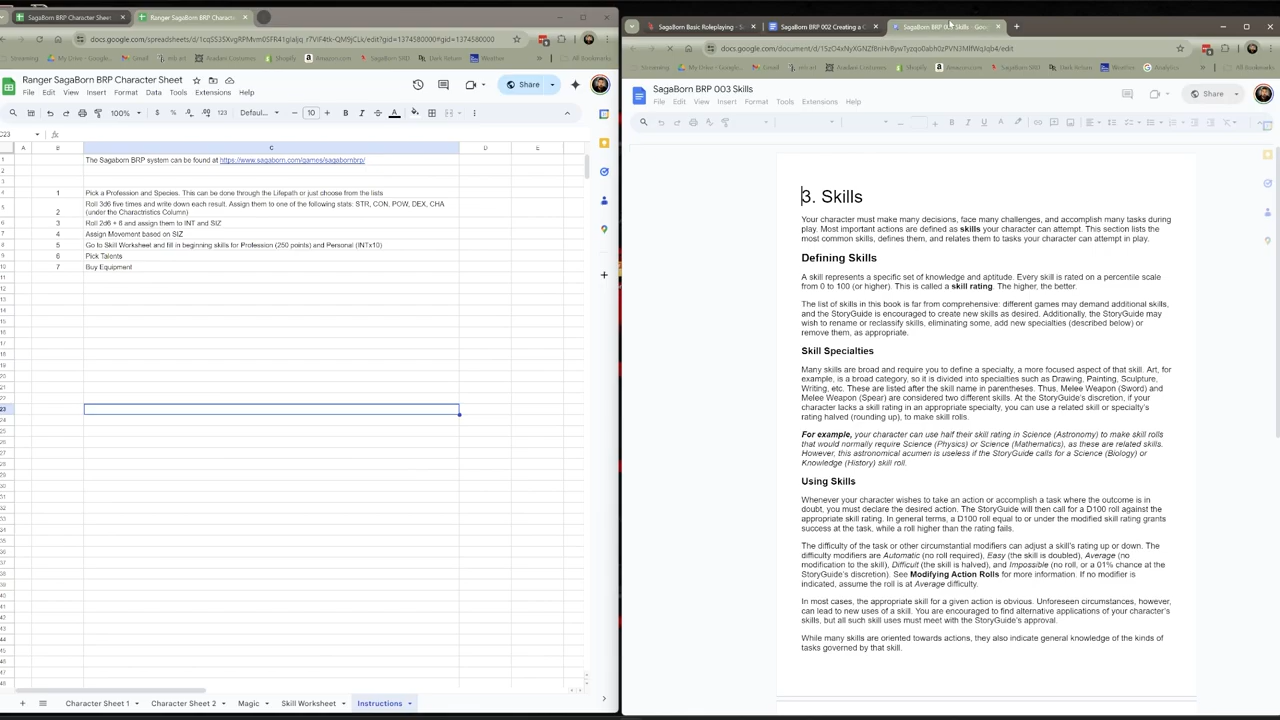 SagaBorn BRP Character Sheet
Ranger SagaBorn BRP Charact
Ranger SagaBorn BRP Character Sheet
File Edit View Insert Format Data Tools Extensions Help
Share
100%
Defaul...
10
C23
A B C D E
The Sagaborn BRP system can be found at https://www.sagaborn.com/games/sagabornbrp/
1 Pick a Profession and Species. This can be done through the Lifepath or just choose from the lists
Roll 3d6 five times and write down each result. Assign them to one of the following stats: STR, CON, POW, DEX, CHA
2 (under the Charactristics Column)
3 Roll 2d6 + 6 and assign them to INT and SIZ
4 Assign Movement based on SIZ
5 Go to Skill Worksheet and fill in beginning skills for Profession (250 points) and Personal (INTx10)
6 Pick Talents
7 Buy Equipment
Character Sheet 1 Character Sheet 2 Magic Skill Worksheet Instructions
SagaBorn Basic Roleplaying - S
SagaBorn BRP 002 Creating a C
All Bookmarks
SagaBorn BRP 003 Skills
File Edit View Insert Format Tools Extensions Help
Share
3. Skills
Your character must make many decisions, face many challenges, and accomplish many tasks during
play. Most important actions are defined as skills your character can attempt. This section lists the
most common skills, defines them, and relates them to tasks your character can attempt in play.
Defining Skills
A skill represents a specific set of knowledge and aptitude. Every skill is rated on a percentile scale
from 0 to 100 (or higher). This is called a skill rating. The higher, the better.
The list of skills in this book is far from comprehensive: different games may demand additional skills,
and the StoryGuide is encouraged to create new skills as desired. Additionally, the StoryGuide may
wish to rename or reclassify skills, eliminating some, add new specialties (described below) or
remove them, as appropriate.
Skill Specialties
Many skills are broad and require you to define a specialty, a more focused aspect of that skill. Art, for
example, is a broad category, so it is divided into specialties such as Drawing, Painting, Sculpture,
Writing, etc. These are listed after the skill name in parentheses. Thus, Melee Weapon (Sword) and
Melee Weapon (Spear) are considered two different skills. At the StoryGuide's discretion, if your
character lacks a skill rating in an appropriate specialty, you can use a related skill or specialty's
rating halved (rounding up), to make skill rolls.
For example, your character can use half their skill rating in Science (Astronomy) to make skill rolls
that would normally require Science (Physics) or Science (Mathematics), as these are related skills.
However, this astronomical acumen is useless if the StoryGuide calls for a Science (Biology) or
Knowledge (History) skill roll.
Using Skills
Whenever your character wishes to take an action or accomplish a task where the outcome is in
doubt, you must declare the desired action. The StoryGuide will then call for a D100 roll against the
appropriate skill rating. In general terms, a D100 roll equal to or under the modified skill rating grants
success at the task, while a roll higher than the rating fails.
The difficulty of the task or other circumstantial modifiers can adjust a skill's rating up or down. The
difficulty modifiers are Automatic (no roll required), Easy (the skill is doubled), Average (no
modification to the skill), Difficult (the skill is halved), and Impossible (no roll, or a 01% chance at the
StoryGuide's discretion). See Modifying Action Rolls for more information. If no modifier is
indicated, assume the roll is at Average difficulty.
In most cases, the appropriate skill for a given action is obvious. Unforeseen circumstances, however,
can lead to new uses of a skill. You are encouraged to find alternative applications of your character's
skills, but all such skill uses must meet with the StoryGuide's approval.
While many skills are oriented towards actions, they also indicate general knowledge of the kinds of
tasks governed by that skill.